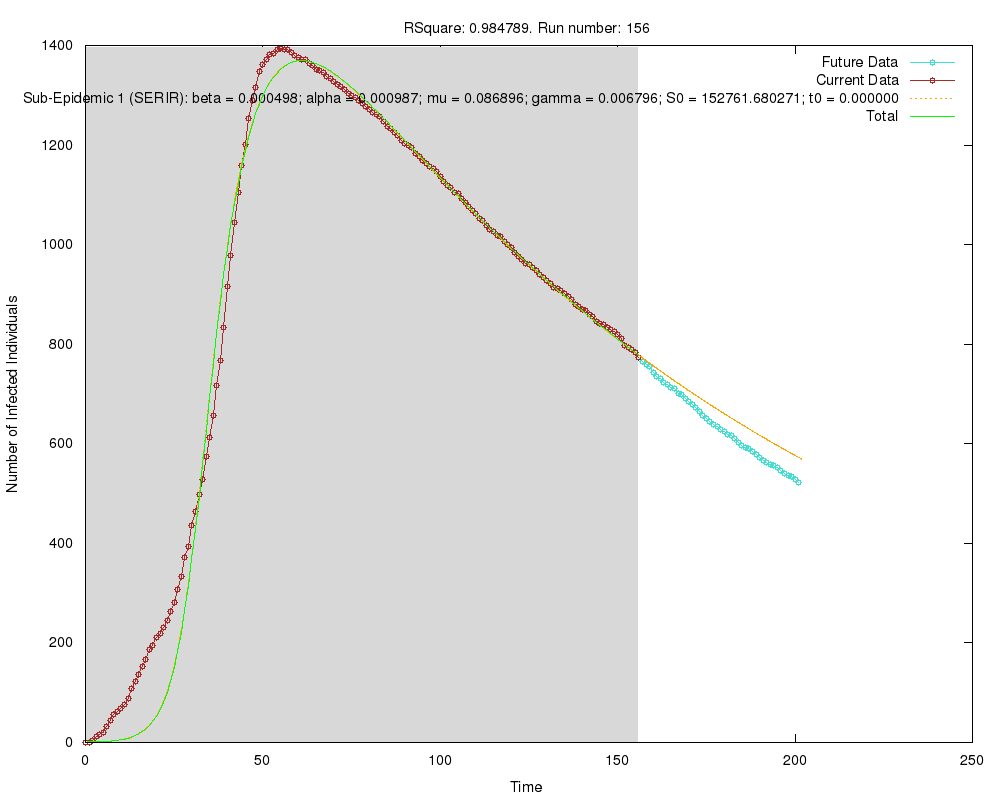 RSquare: 0.984789. Run number: 156
Future Data
Current Data
Sub-Epidemic 1 (SERIR): beta = 0.000498; alpha = 0.000987; mu = 0.086896; gamma = 0.006796; S0 = 152761.680271; t0 = 0.000000
Total
1400
1200
1000
800
600
400
200
0
Number of Infected Individuals
0 50 100 150 200 250
Time